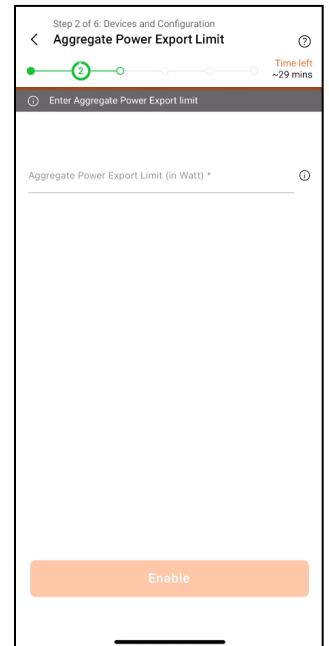 Step 2 of 6: Devices and Configuration
Aggregate Power Export Limit
Time left
2
~29 mins
Enter Aggregate Power Export limit
Aggregate Power Export Limit (in Watt) *
Enable